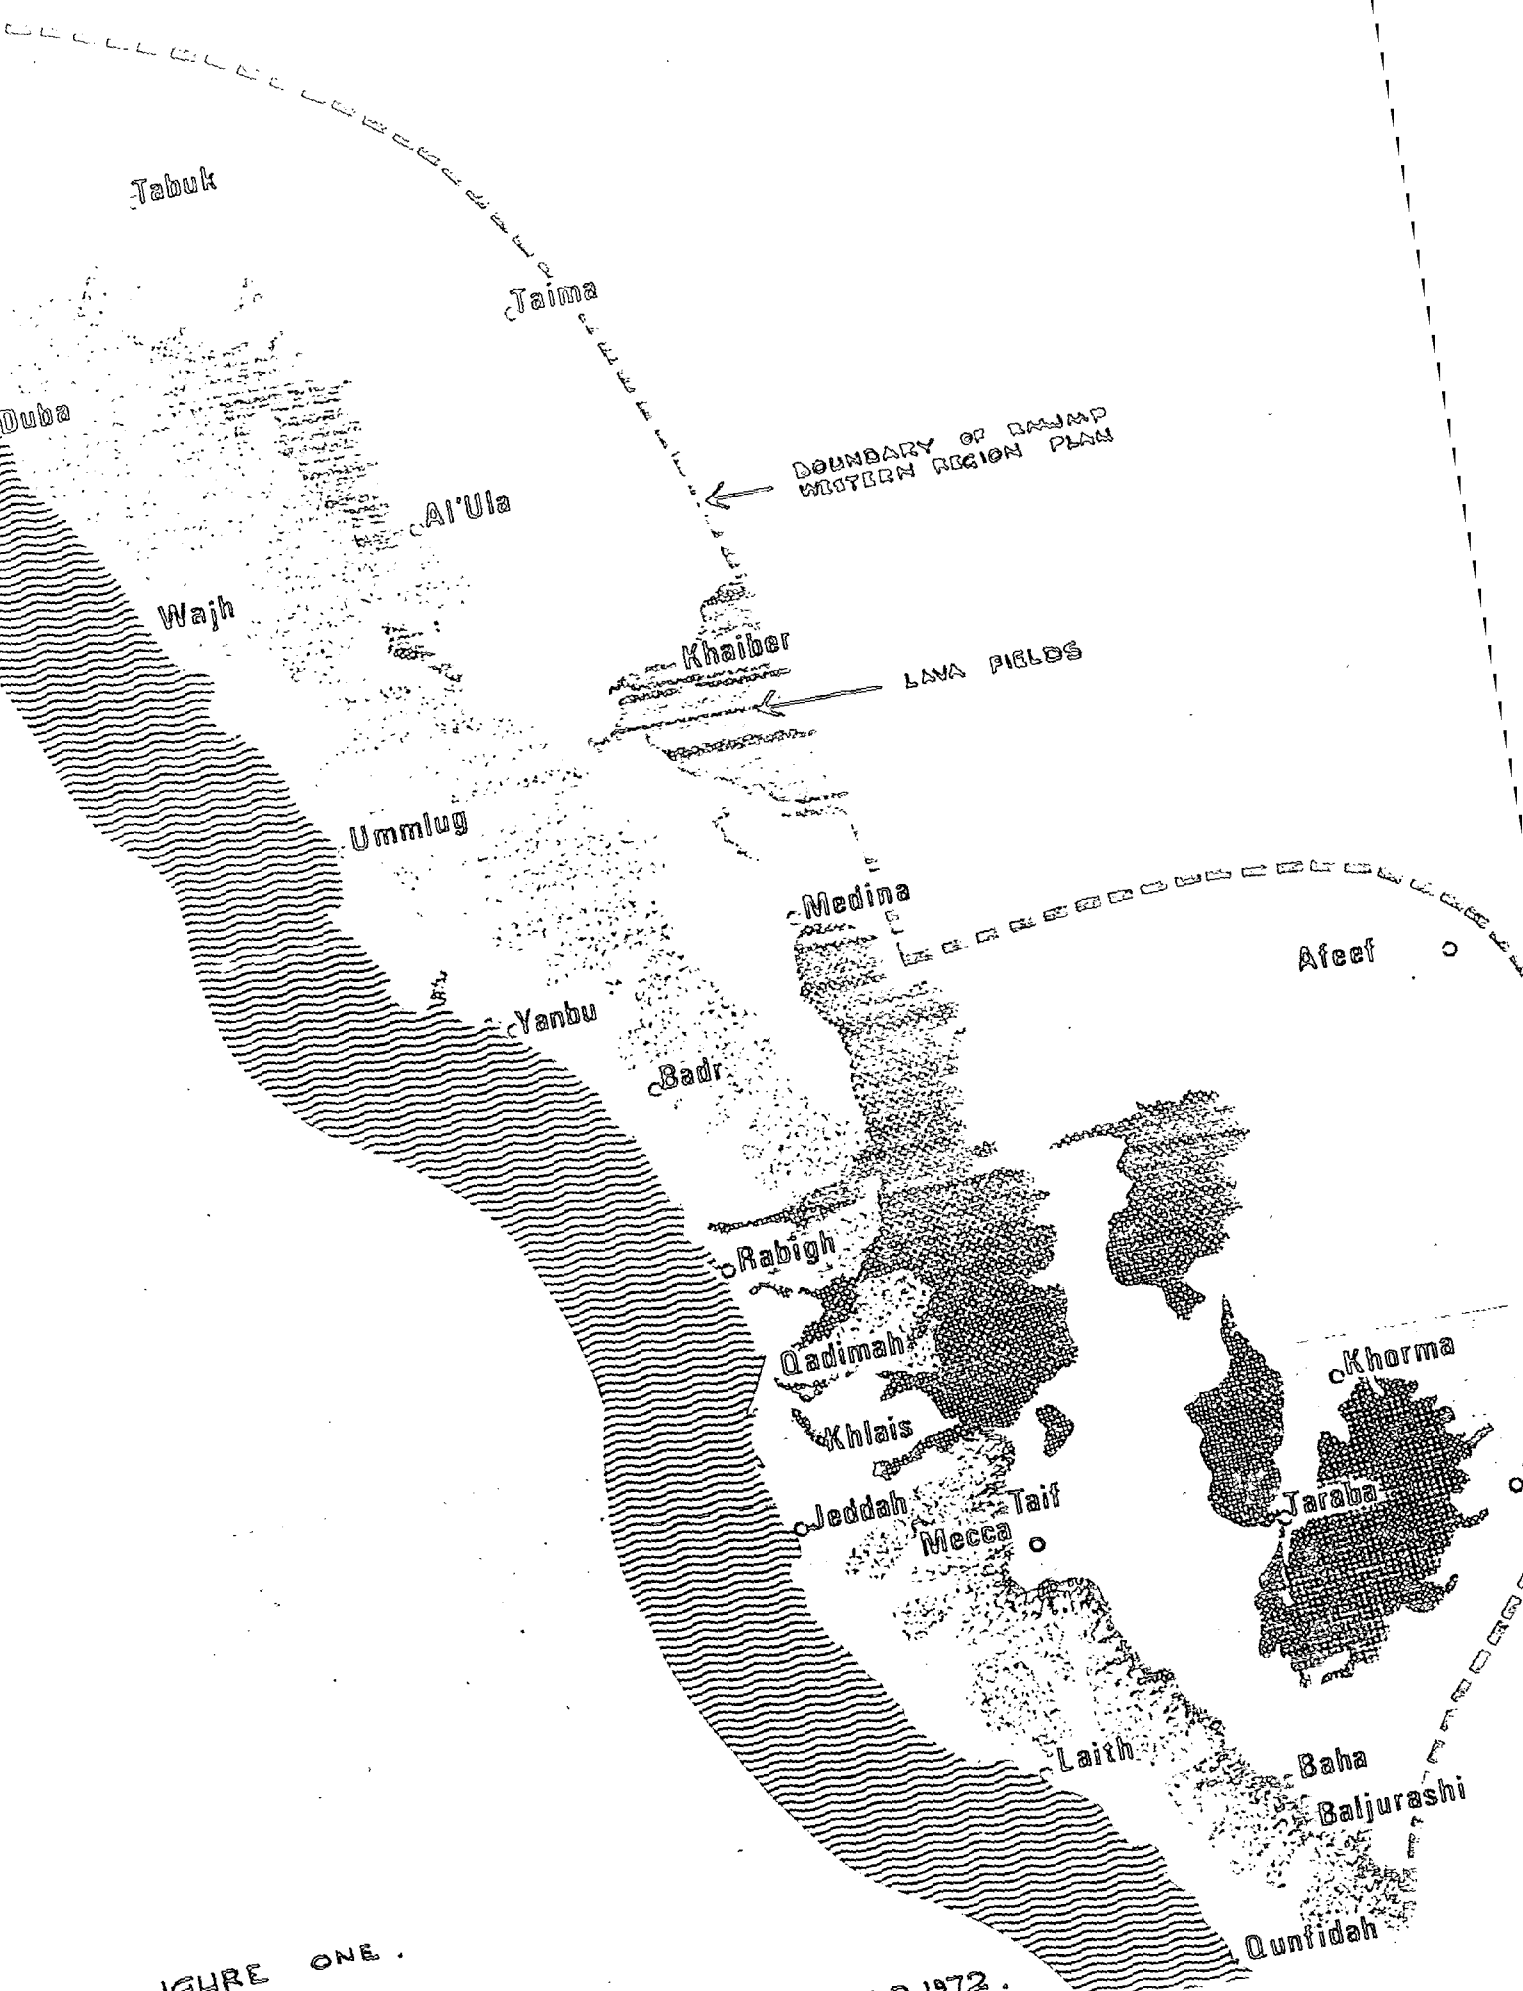 Tabuk
Taima
Duba
BOUNDARY OF
WESTERN REGION PLAN
Al'Ula
Wajh
Khaiber
LAVA FIELDS
Ummlug
Medina
Afeef
Yanbu
Badr
Rabigh
Qadimah
Khorma
Khlais
Taraba
Jeddah
Taif
Mecca
Laith
Baha
Baljurashi
Qunfidah
IGURE ONE.
1972.